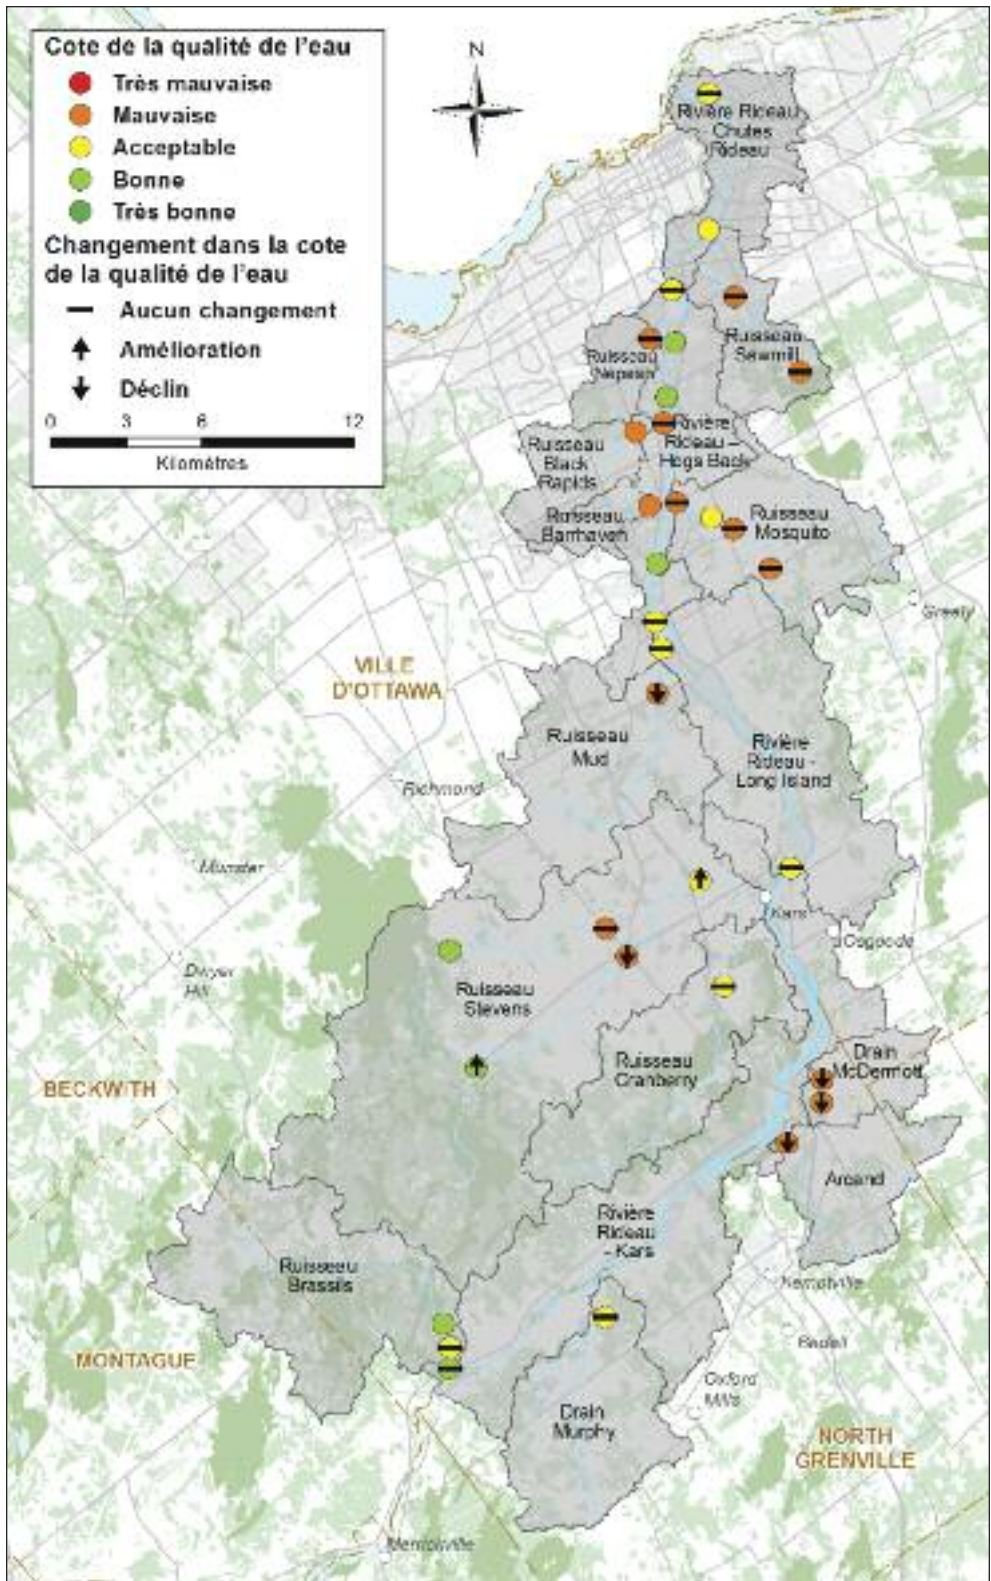 Cote de la qualité de l'eau
Très mauvaise
Mauvaise
Acceptable
Bonne
Très bonne
Changement dans la cote
de la qualité de l'eau
Aucun changement
Amélioration
Déclin
0 3 6 12
Kilomètres
N
Rivière Rideau
Chutes
Rideau
Ruisseau
Sawmill
Ruisseau
Nepean
Rivière
Rideau –
Hogs Back
Ruisseau
Black
Rapids
Ruisseau
Barrhaven
Ruisseau
Mosquito
Greely
VILLE
D'OTTAWA
Ruisseau
Mud
Rivière
Rideau -
Long Island
Richmond
Munster
Kars
Osgoode
Dwyer
Hill
Ruisseau
Stevens
Ruisseau
Cranberry
Drain
McDermott
BECKWITH
Arcand
Rivière
Rideau
- Kars
Ruisseau
Brassils
Kemptville
Bedell
MONTAGUE
Oxford
Mills
Drain
Murphy
NORTH
GRENVILLE
Merrickville